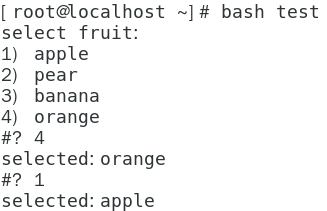 [root@localhost ~]# bash test
select fruit:
1) apple
2) pear
3) banana
4) orange
#? 4
selected: orange
#? 1
selected: apple